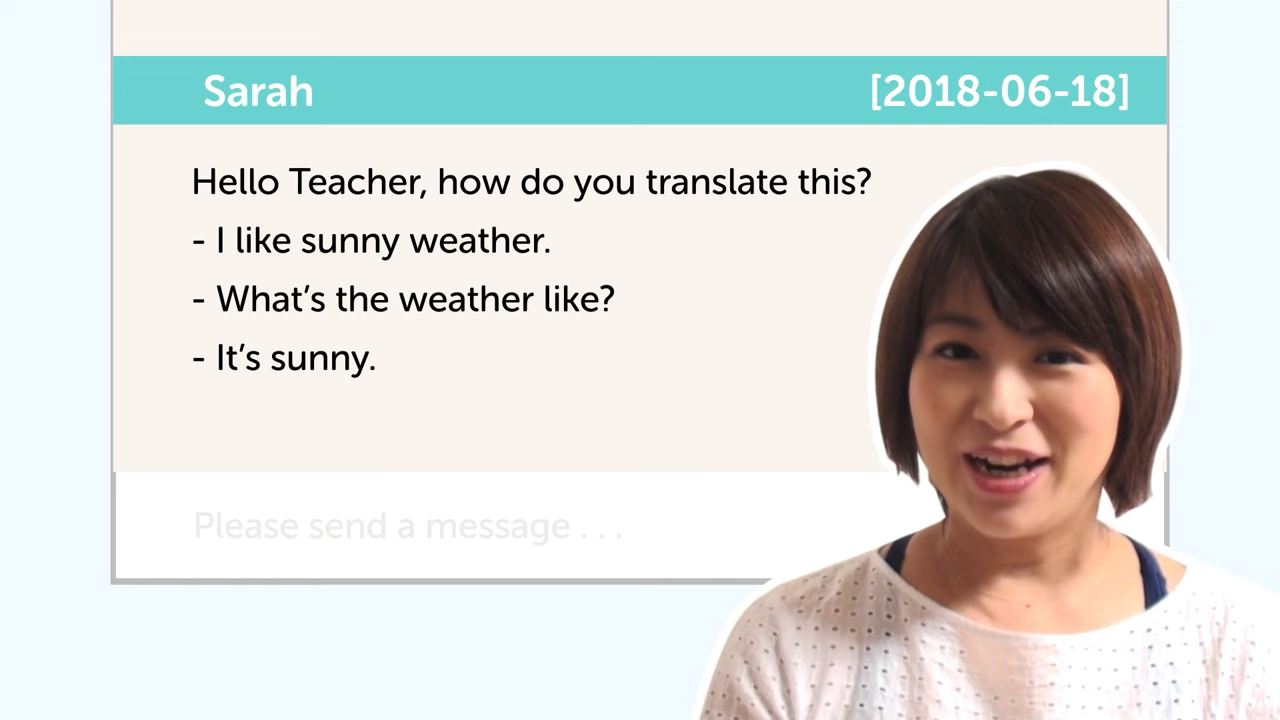 Sarah [2018-06-18]
Hello Teacher, how do you translate this?
- I like sunny weather.
- What’s the weather like?
- It’s sunny.
Please send a message . . .